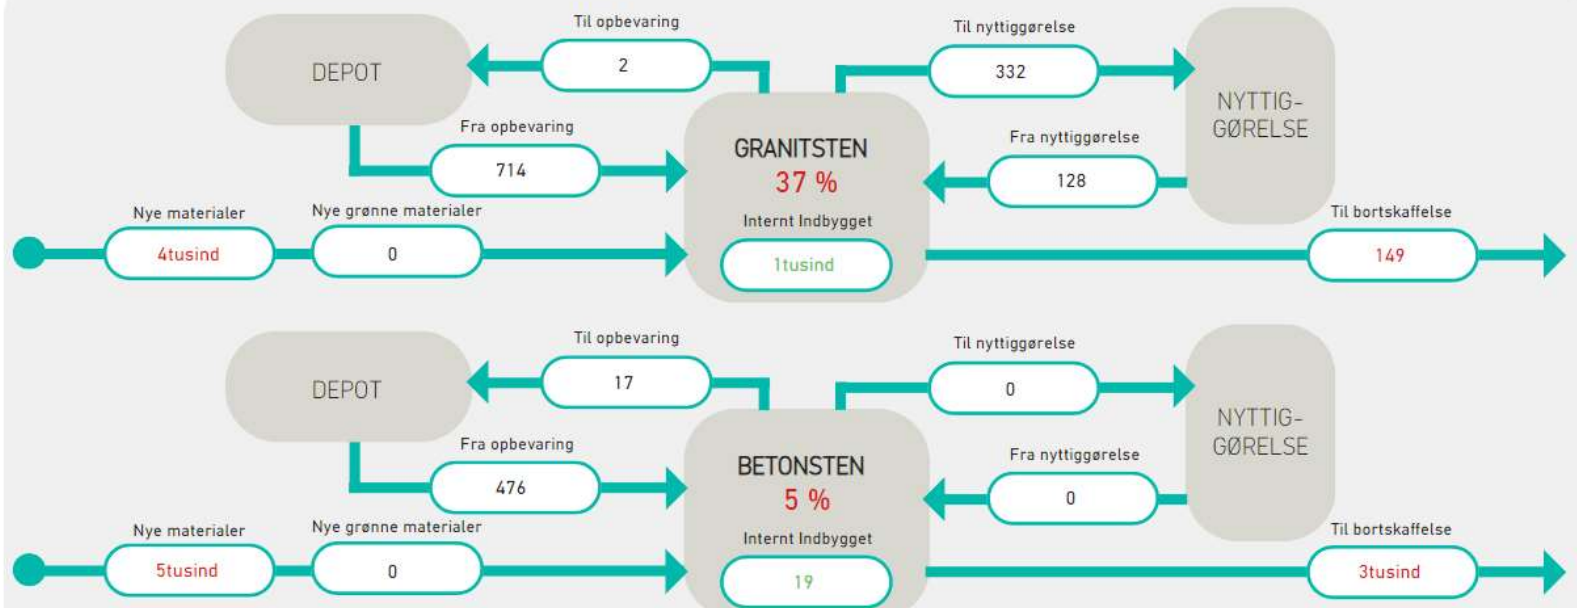 Til opbevaring
2
DEPOT
Til nyttiggørelse
332
NYTTIG-
GØRELSE
Fra opbevaring
714
GRANITSTEN
37 %
Fra nyttiggørelse
128
Nye materialer
4tusind
Nye grønne materialer
0
Internt Indbygget
1tusind
Til bortskaffelse
149
Til opbevaring
17
DEPOT
Til nyttiggørelse
0
NYTTIG-
GØRELSE
Fra opbevaring
476
BETONSTEN
5 %
Fra nyttiggørelse
0
Nye materialer
5tusind
Nye grønne materialer
0
Internt Indbygget
19
Til bortskaffelse
3tusind